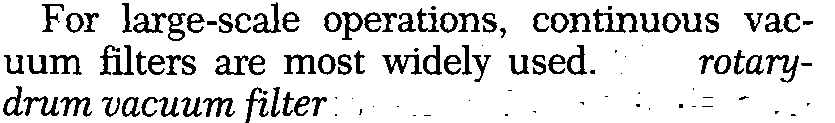 For large-scale operations, continuous vac-
uum filters are most widely used. rotary-
drum vacuum filter